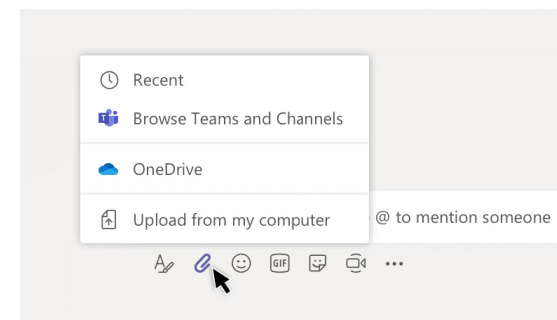 Recent
Browse Teams and Channels
OneDrive
Upload from my computer
@ to mention someone
GIF